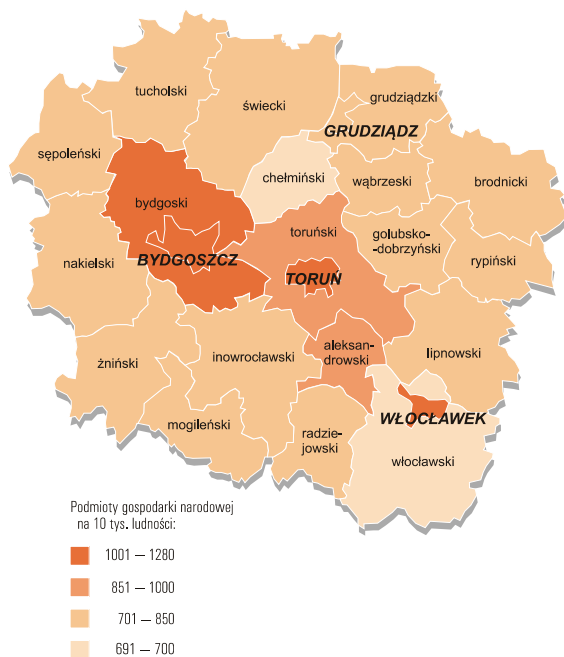 tucholski
świecki
grudziądzki
GRUDZIĄDZ
sępoleński
chełmiński
wąbrzeski
brodnicki
bydgoski
toruński
golubsko-
-dobrzyński
nakielski
BYDGOSZCZ
TORUŃ
rypiński
aleksan-
drowski
inowrocławski
lipnowski
żniński
mogileński
radzie-
jowski
WŁOCŁAWEK
włocławski
Podmioty gospodarki narodowej
na 10 tys. ludności:
1001 — 1280
851 — 1000
701 — 850
691 — 700